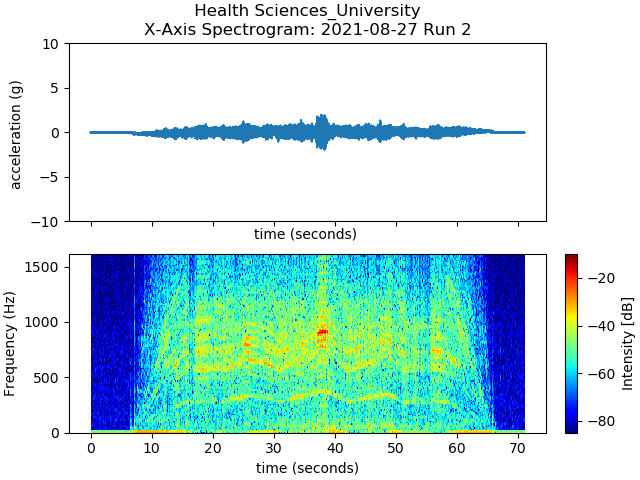 Health Sciences_University
X-Axis Spectrogram: 2021-08-27 Run 2
10
5
0
−5
−10
acceleration (g)
time (seconds)
1500
1000
500
0
Frequency (Hz)
0 10 20 30 40 50 60 70
time (seconds)
−20
−40
−60
−80
Intensity [dB]